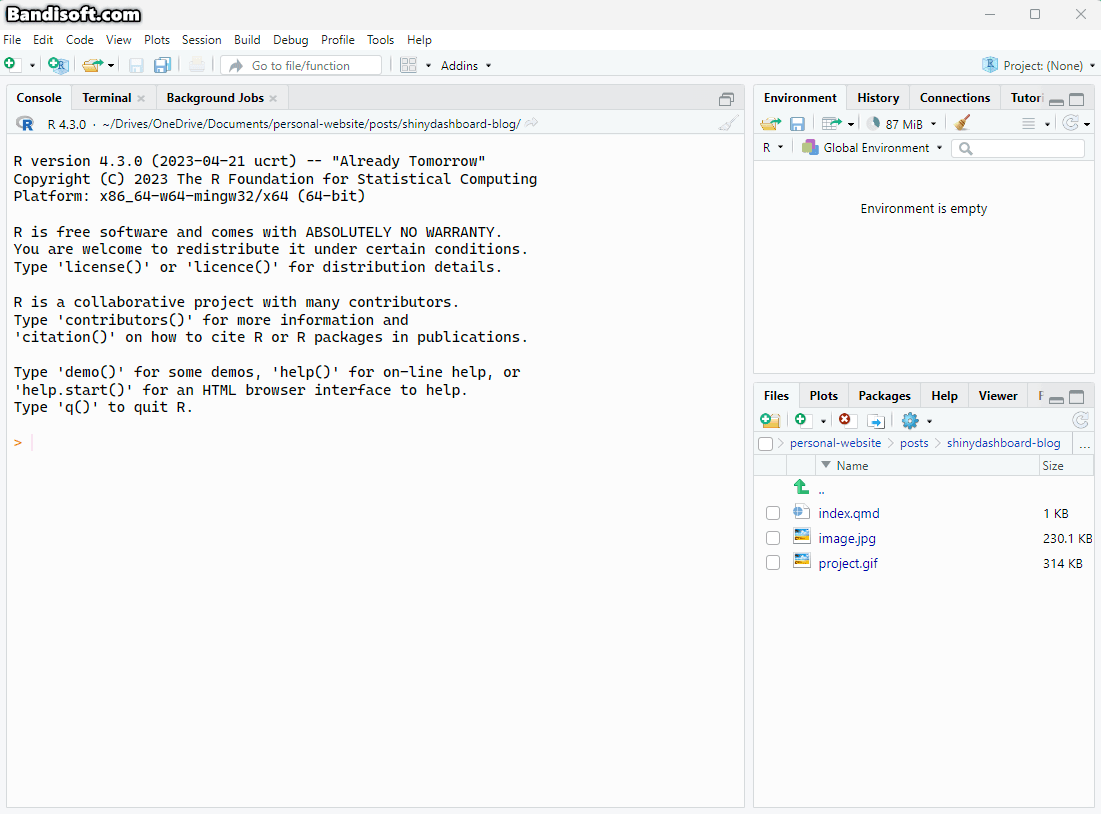 Bandisoft.com
File Edit Code View Plots Session Build Debug Profile Tools Help
Go to file/function Addins Project: (None)
Console Terminal Background Jobs
R 4.3.0 · ~/Drives/OneDrive/Documents/personal-website/posts/shinydashboard-blog/
R version 4.3.0 (2023-04-21 ucrt) -- "Already Tomorrow"
Copyright (C) 2023 The R Foundation for Statistical Computing
Platform: x86_64-w64-mingw32/x64 (64-bit)
R is free software and comes with ABSOLUTELY NO WARRANTY.
You are welcome to redistribute it under certain conditions.
Type 'license()' or 'licence()' for distribution details.
R is a collaborative project with many contributors.
Type 'contributors()' for more information and
'citation()' on how to cite R or R packages in publications.
Type 'demo()' for some demos, 'help()' for on-line help, or
'help.start()' for an HTML browser interface to help.
Type 'q()' to quit R.
>
Environment History Connections Tutori
87 MiB
R Global Environment
Environment is empty
Files Plots Packages Help Viewer
personal-website posts shinydashboard-blog ...
Name Size
..
index.qmd 1 KB
image.jpg 230.1 KB
project.gif 314 KB